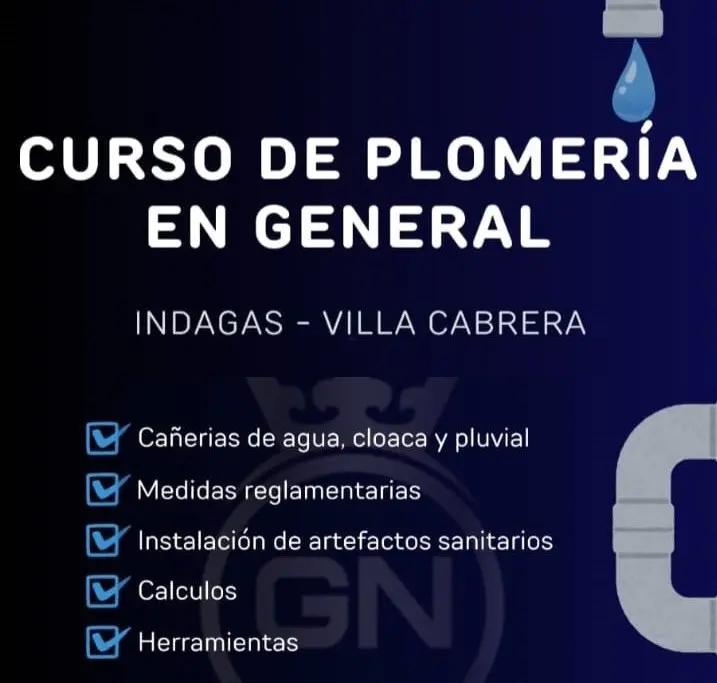 CURSO DE PLOMERÍA
EN GENERAL
INDAGAS - VILLA CABRERA
Cañerias de agua, cloaca y pluvial
Medidas reglamentarias
Instalación de artefactos sanitarios
Calculos
Herramientas
GN